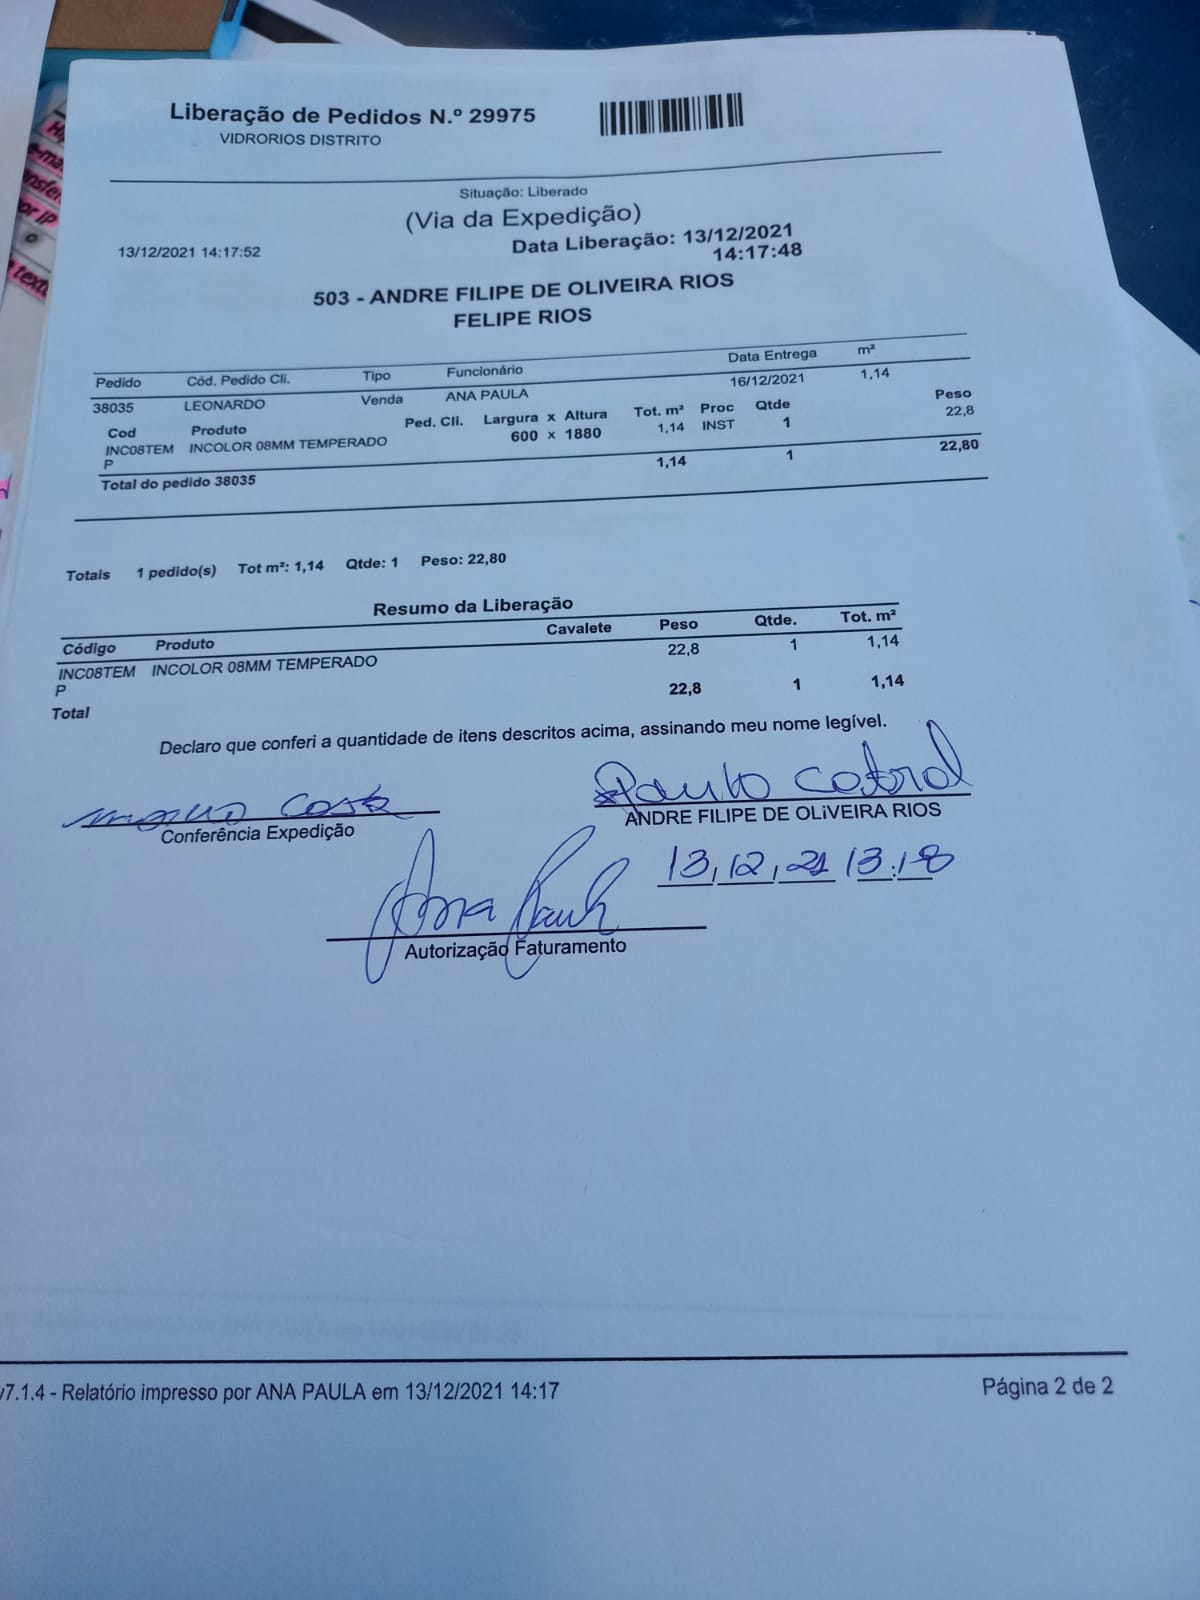 Liberação de Pedidos N.º 29975
VIDRORIOS DISTRITO
Situação: Liberado
(Via da Expedição)
13/12/2021 14:17:52
Data Liberação: 13/12/2021
14:17:48
503 - ANDRE FILIPE DE OLIVEIRA RIOS
FELIPE RIOS
Pedido Cód. Pedido Cli. Tipo Funcionário Data Entrega m²
38035 LEONARDO Venda ANA PAULA 16/12/2021 1,14
Cod Produto Ped. Cli. Largura x Altura Tot. m² Proc Qtde Peso
INC08TEM INCOLOR 08MM TEMPERADO 600 x 1880 1,14 INST 1 22,8
P
Total do pedido 38035 1,14 1 22,80
Totais 1 pedido(s) Tot m²: 1,14 Qtde: 1 Peso: 22,80
Resumo da Liberação
Código Produto Cavalete Peso Qtde. Tot. m²
INC08TEM INCOLOR 08MM TEMPERADO 22,8 1 1,14
P
Total 22,8 1 1,14
Declaro que conferi a quantidade de itens descritos acima, assinando meu nome legível.
Costa Paulo Cabral
Conferência Expedição ANDRE FILIPE DE OLiVEIRA RIOS
13,12,21 13:18
Ana Paula
Autorização Faturamento
v7.1.4 - Relatório impresso por ANA PAULA em 13/12/2021 14:17 Página 2 de 2